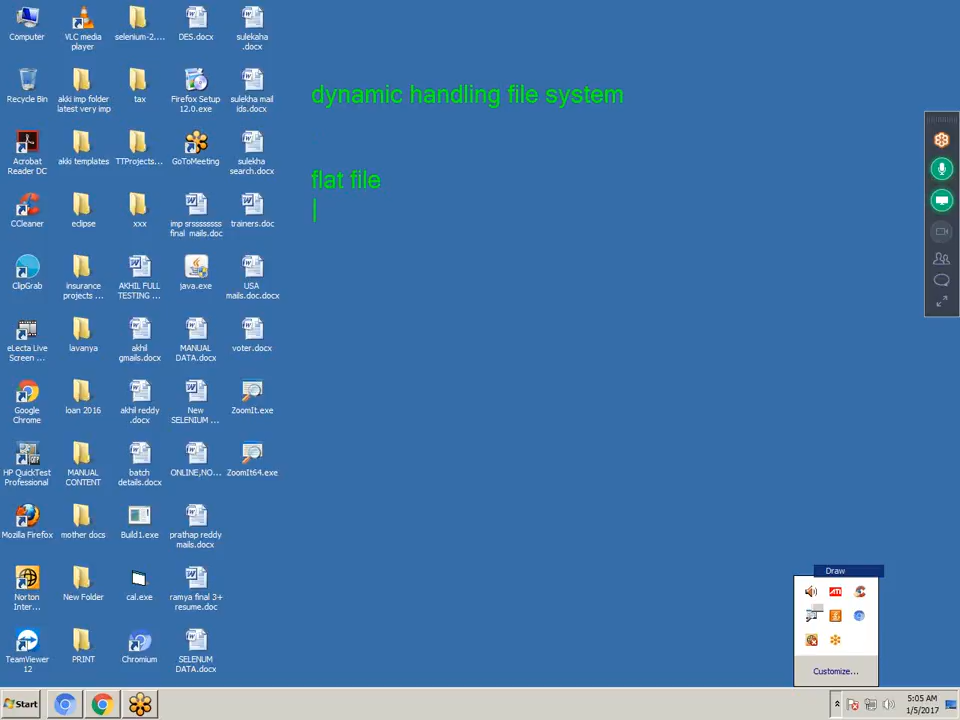 Computer
VLC media
player
selenium-2....
DES.docx
sulekaha
.docx
dynamic handling file system
Recycle Bin
akki imp folder
latest very imp
tax
Firefox Setup
12.0.exe
sulekha mail
ids.docx
Acrobat
Reader DC
akki templates
TTProjects...
GoToMeeting
sulekha
search.docx
flat file
CCleaner
eclipse
xxx
imp srssssssss
final mails.doc
trainers.doc
ClipGrab
insurance
projects ...
AKHIL FULL
TESTING ...
java.exe
USA
mails.doc.docx
eLecta Live
Screen ...
lavanya
akhil
gmails.docx
MANUAL
DATA.docx
voter.docx
Google
Chrome
loan 2016
akhil reddy
.docx
New
SELENIUM ...
ZoomIt.exe
HP QuickTest
Professional
MANUAL
CONTENT
batch
details.docx
ONLINE,NO...
ZoomIt64.exe
Mozilla Firefox
mother docs
Build1.exe
prathap reddy
mails.docx
Norton
Inter...
New Folder
cal.exe
ramya final 3+
resume.doc
TeamViewer
12
PRINT
Chromium
SELENUM
DATA.docx
Draw
ATI
Customize...
Start
5:05 AM
1/5/2017